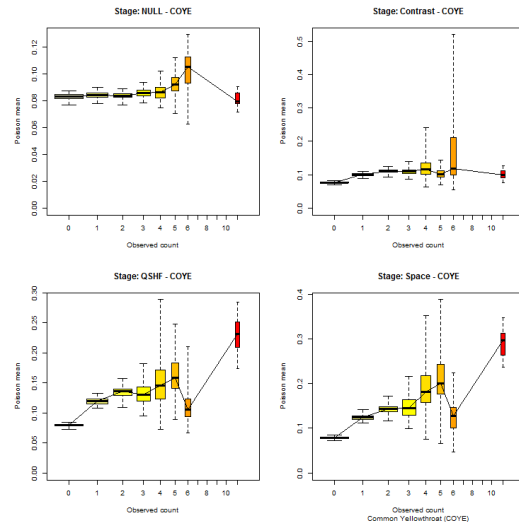 Stage: NULL - COYE
Poisson mean
0.00 0.02 0.04 0.06 0.08 0.10 0.12
0 1 2 3 4 5 6 8 10
Observed count
Stage: Contrast - COYE
Poisson mean
0.0 0.1 0.2 0.3 0.4 0.5
0 1 2 3 4 5 6 8 10
Observed count
Stage: QSHF - COYE
Poisson mean
0.00 0.05 0.10 0.15 0.20 0.25 0.30
0 1 2 3 4 5 6 8 10
Observed count
Stage: Space - COYE
Poisson mean
0.0 0.1 0.2 0.3 0.4
0 1 2 3 4 5 6 8 10
Observed count
Common Yellowthroat (COYE)